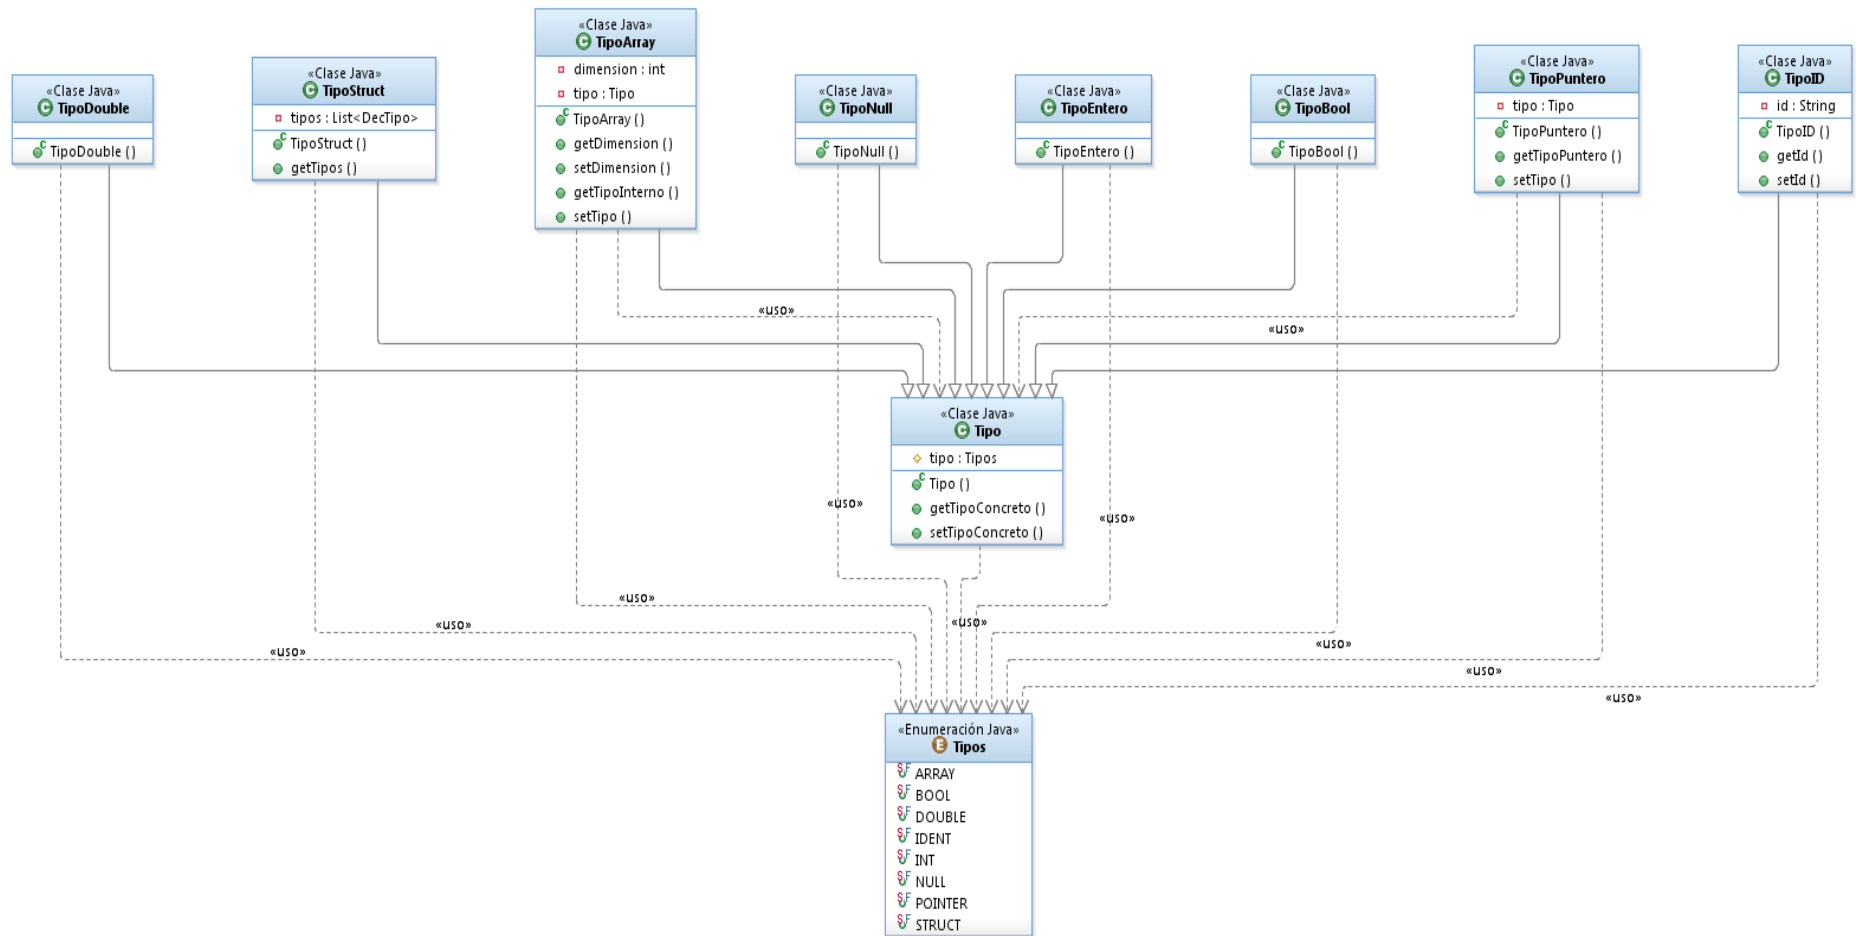 «Clase Java»
TipoDouble
TipoDouble ()
«Clase Java»
TipoStruct
tipos : List<DecTipo>
TipoStruct ()
getTipos ()
«Clase Java»
TipoArray
dimension : int
tipo : Tipo
TipoArray ()
getDimension ()
setDimension ()
getTipoInterno ()
setTipo ()
«Clase Java»
TipoNull
TipoNull ()
«Clase Java»
TipoEntero
TipoEntero ()
«Clase Java»
TipoBool
TipoBool ()
«Clase Java»
TipoPuntero
tipo : Tipo
TipoPuntero ()
getTipoPuntero ()
setTipo ()
«Clase Java»
TipoID
id : String
TipoID ()
getId ()
setId ()
«uso»
«uso»
«Clase Java»
Tipo
tipo : Tipos
Tipo ()
getTipoConcreto ()
setTipoConcreto ()
«uso»
«uso»
«uso»
«uso»
«uso»
«uso»
«uso»
«uso»
«uso»
«Enumeración Java»
Tipos
ARRAY
BOOL
DOUBLE
IDENT
INT
NULL
POINTER
STRUCT